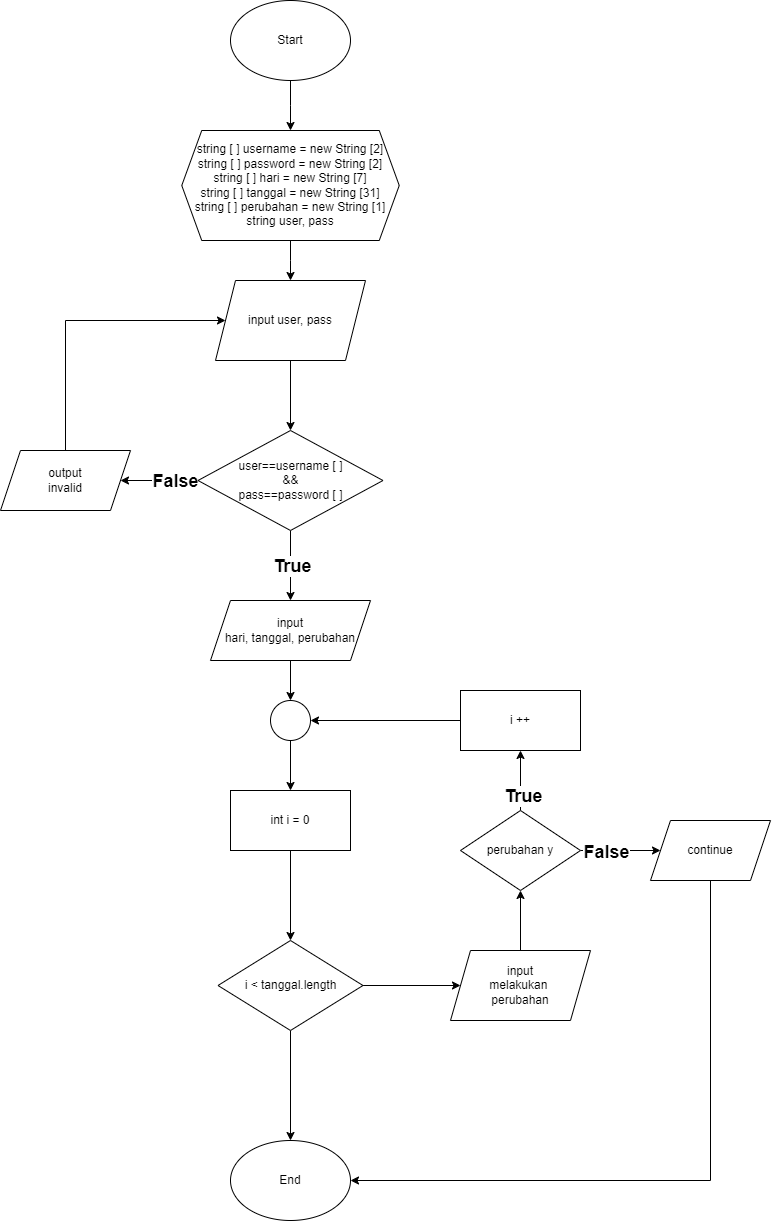 Start
string [ ] username = new String [2]
string [ ] password = new String [2]
string [ ] hari = new String [7]
string [ ] tanggal = new String [31]
string [ ] perubahan = new String [1]
string user, pass
input user, pass
user==username [ ]
&&
pass==password [ ]
False
output
invalid
True
input
hari, tanggal, perubahan
i ++
int i = 0
True
perubahan y
False
continue
i < tanggal.length
input
melakukan
perubahan
End